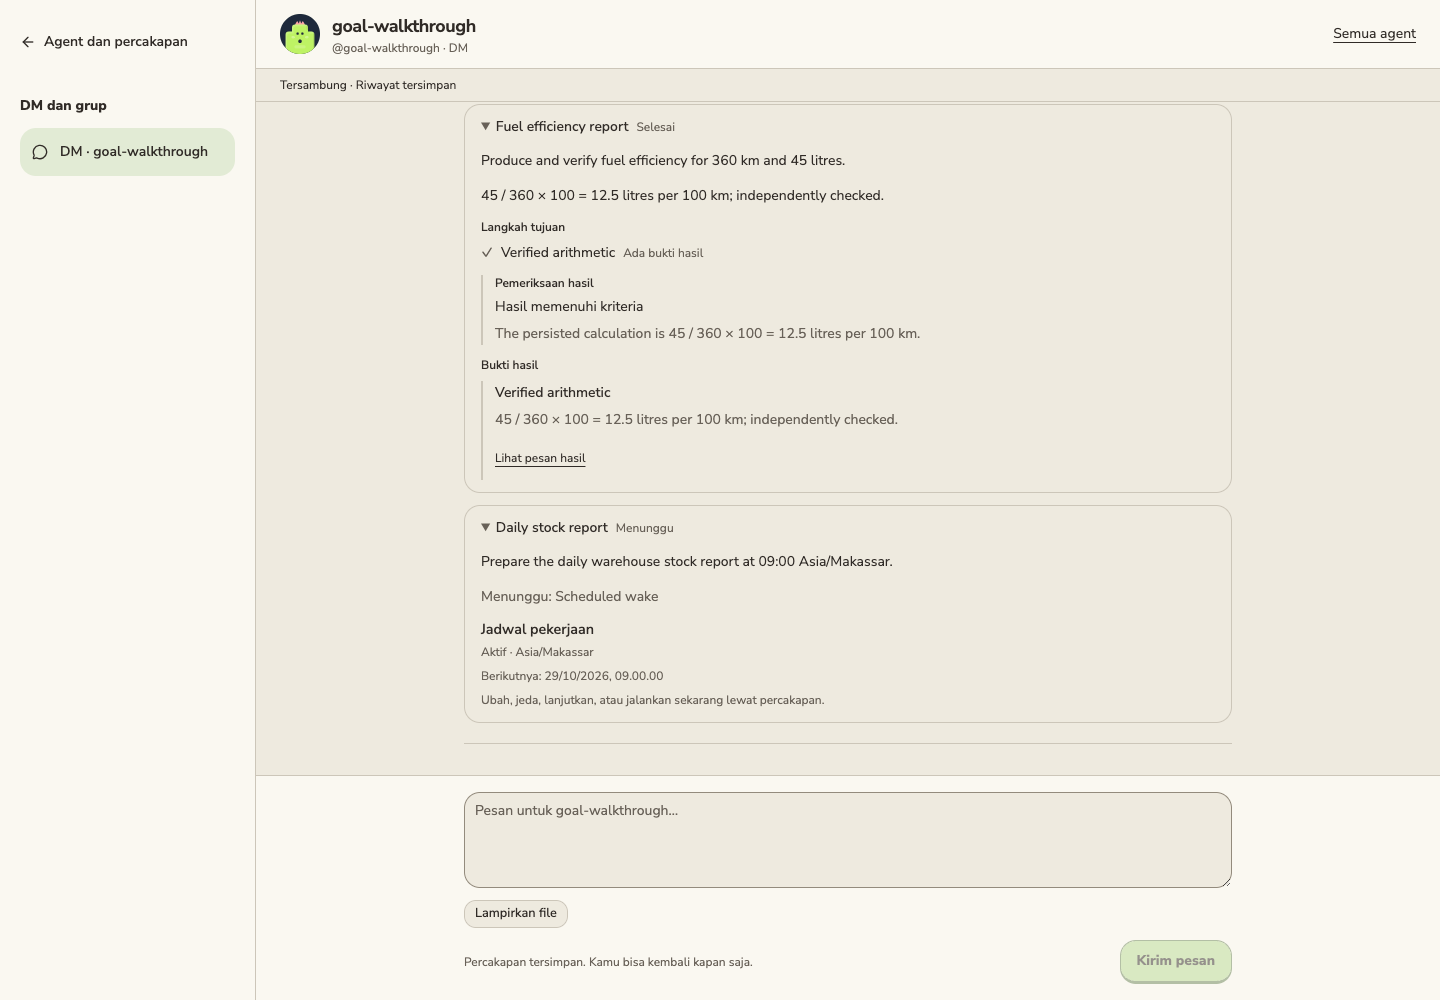 Agent dan percakapan
DM dan grup
DM · goal-walkthrough
goal-walkthrough
@goal-walkthrough · DM
Semua agent
Tersambung · Riwayat tersimpan
Fuel efficiency report Selesai
Produce and verify fuel efficiency for 360 km and 45 litres.
45 / 360 × 100 = 12.5 litres per 100 km; independently checked.
Langkah tujuan
Verified arithmetic Ada bukti hasil
Pemeriksaan hasil
Hasil memenuhi kriteria
The persisted calculation is 45 / 360 × 100 = 12.5 litres per 100 km.
Bukti hasil
Verified arithmetic
45 / 360 × 100 = 12.5 litres per 100 km; independently checked.
Lihat pesan hasil
Daily stock report Menunggu
Prepare the daily warehouse stock report at 09:00 Asia/Makassar.
Menunggu: Scheduled wake
Jadwal pekerjaan
Aktif · Asia/Makassar
Berikutnya: 29/10/2026, 09.00.00
Ubah, jeda, lanjutkan, atau jalankan sekarang lewat percakapan.
Pesan untuk goal-walkthrough...
Lampirkan file
Percakapan tersimpan. Kamu bisa kembali kapan saja.
Kirim pesan